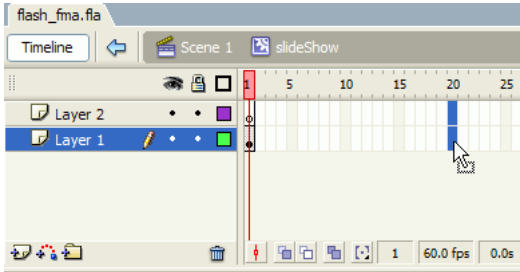 flash_fma.fla
Timeline Scene 1 slideShow
1 5 10 15 20 25
Layer 2
Layer 1
1 60.0 fps 0.0s